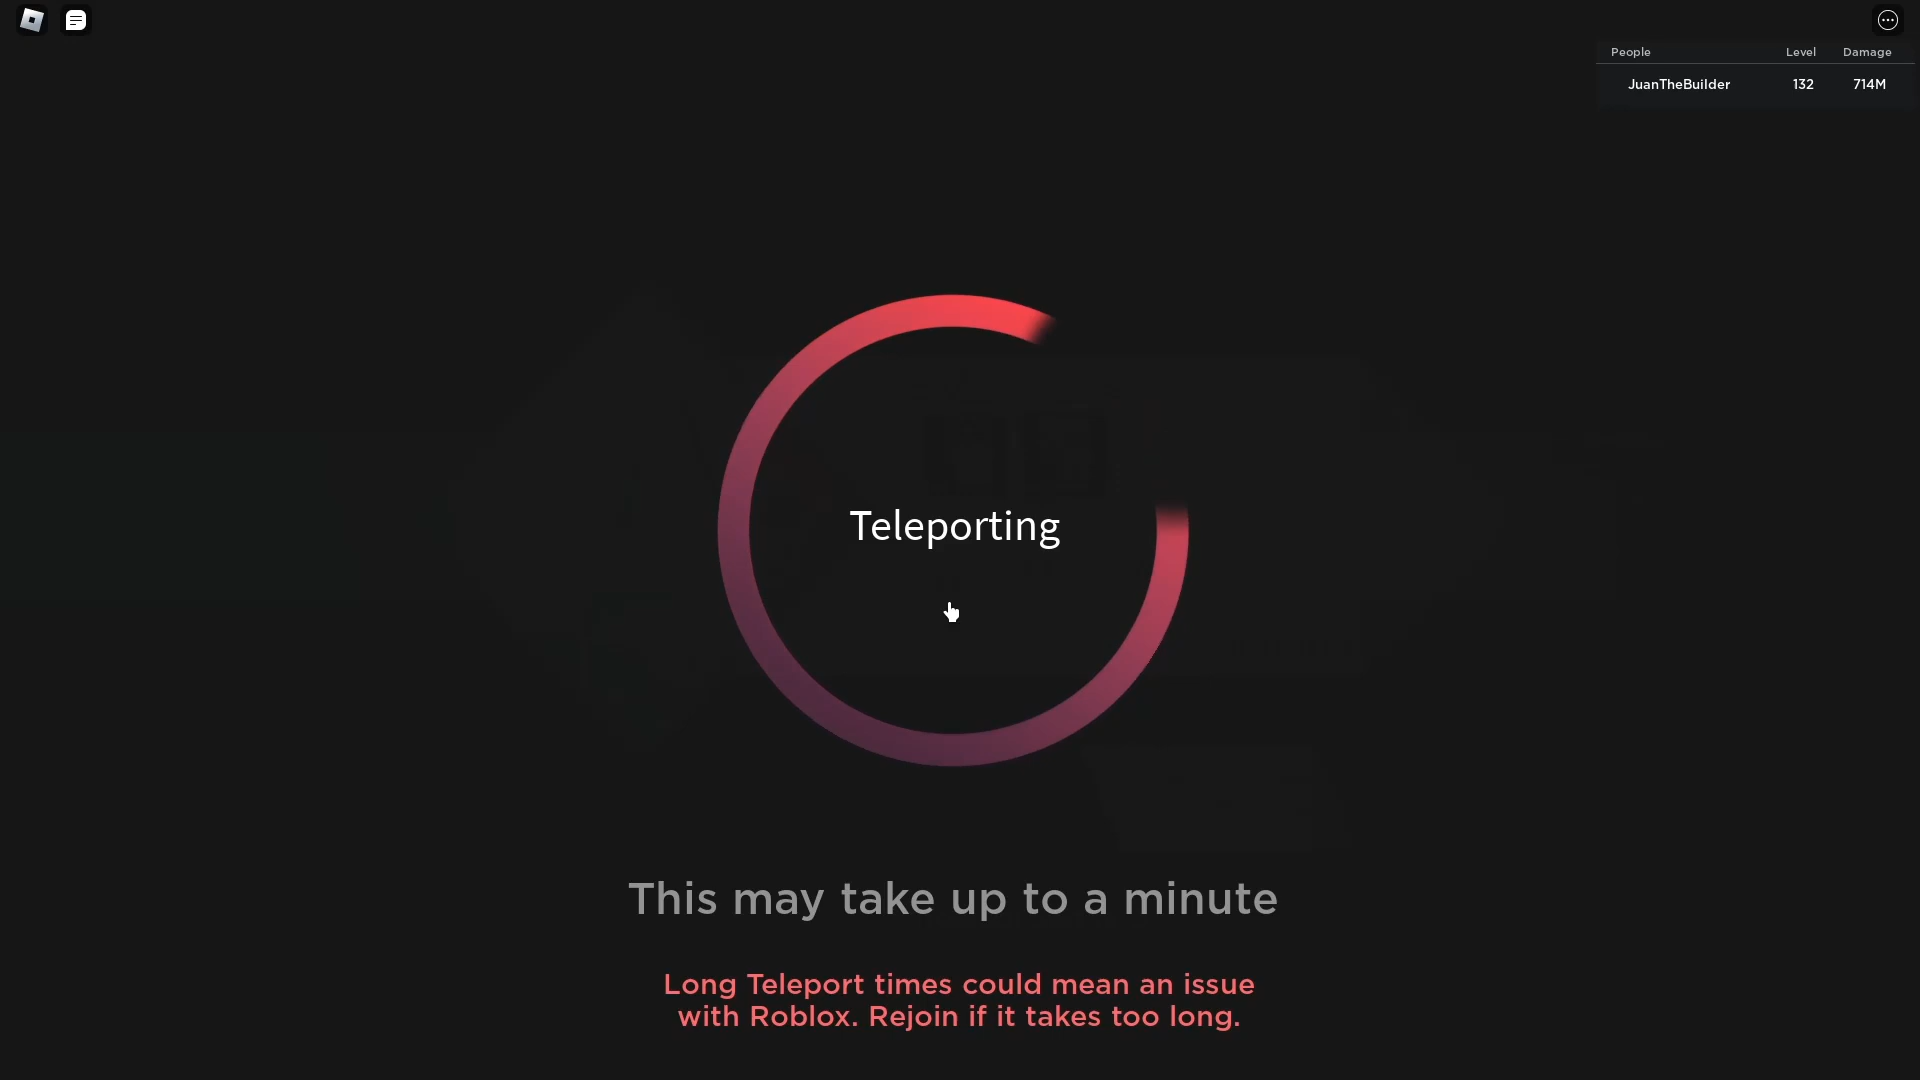 People Level Damage
JuanTheBuilder 132 714M
Teleporting
This may take up to a minute
Long Teleport times could mean an issue
with Roblox. Rejoin if it takes too long.